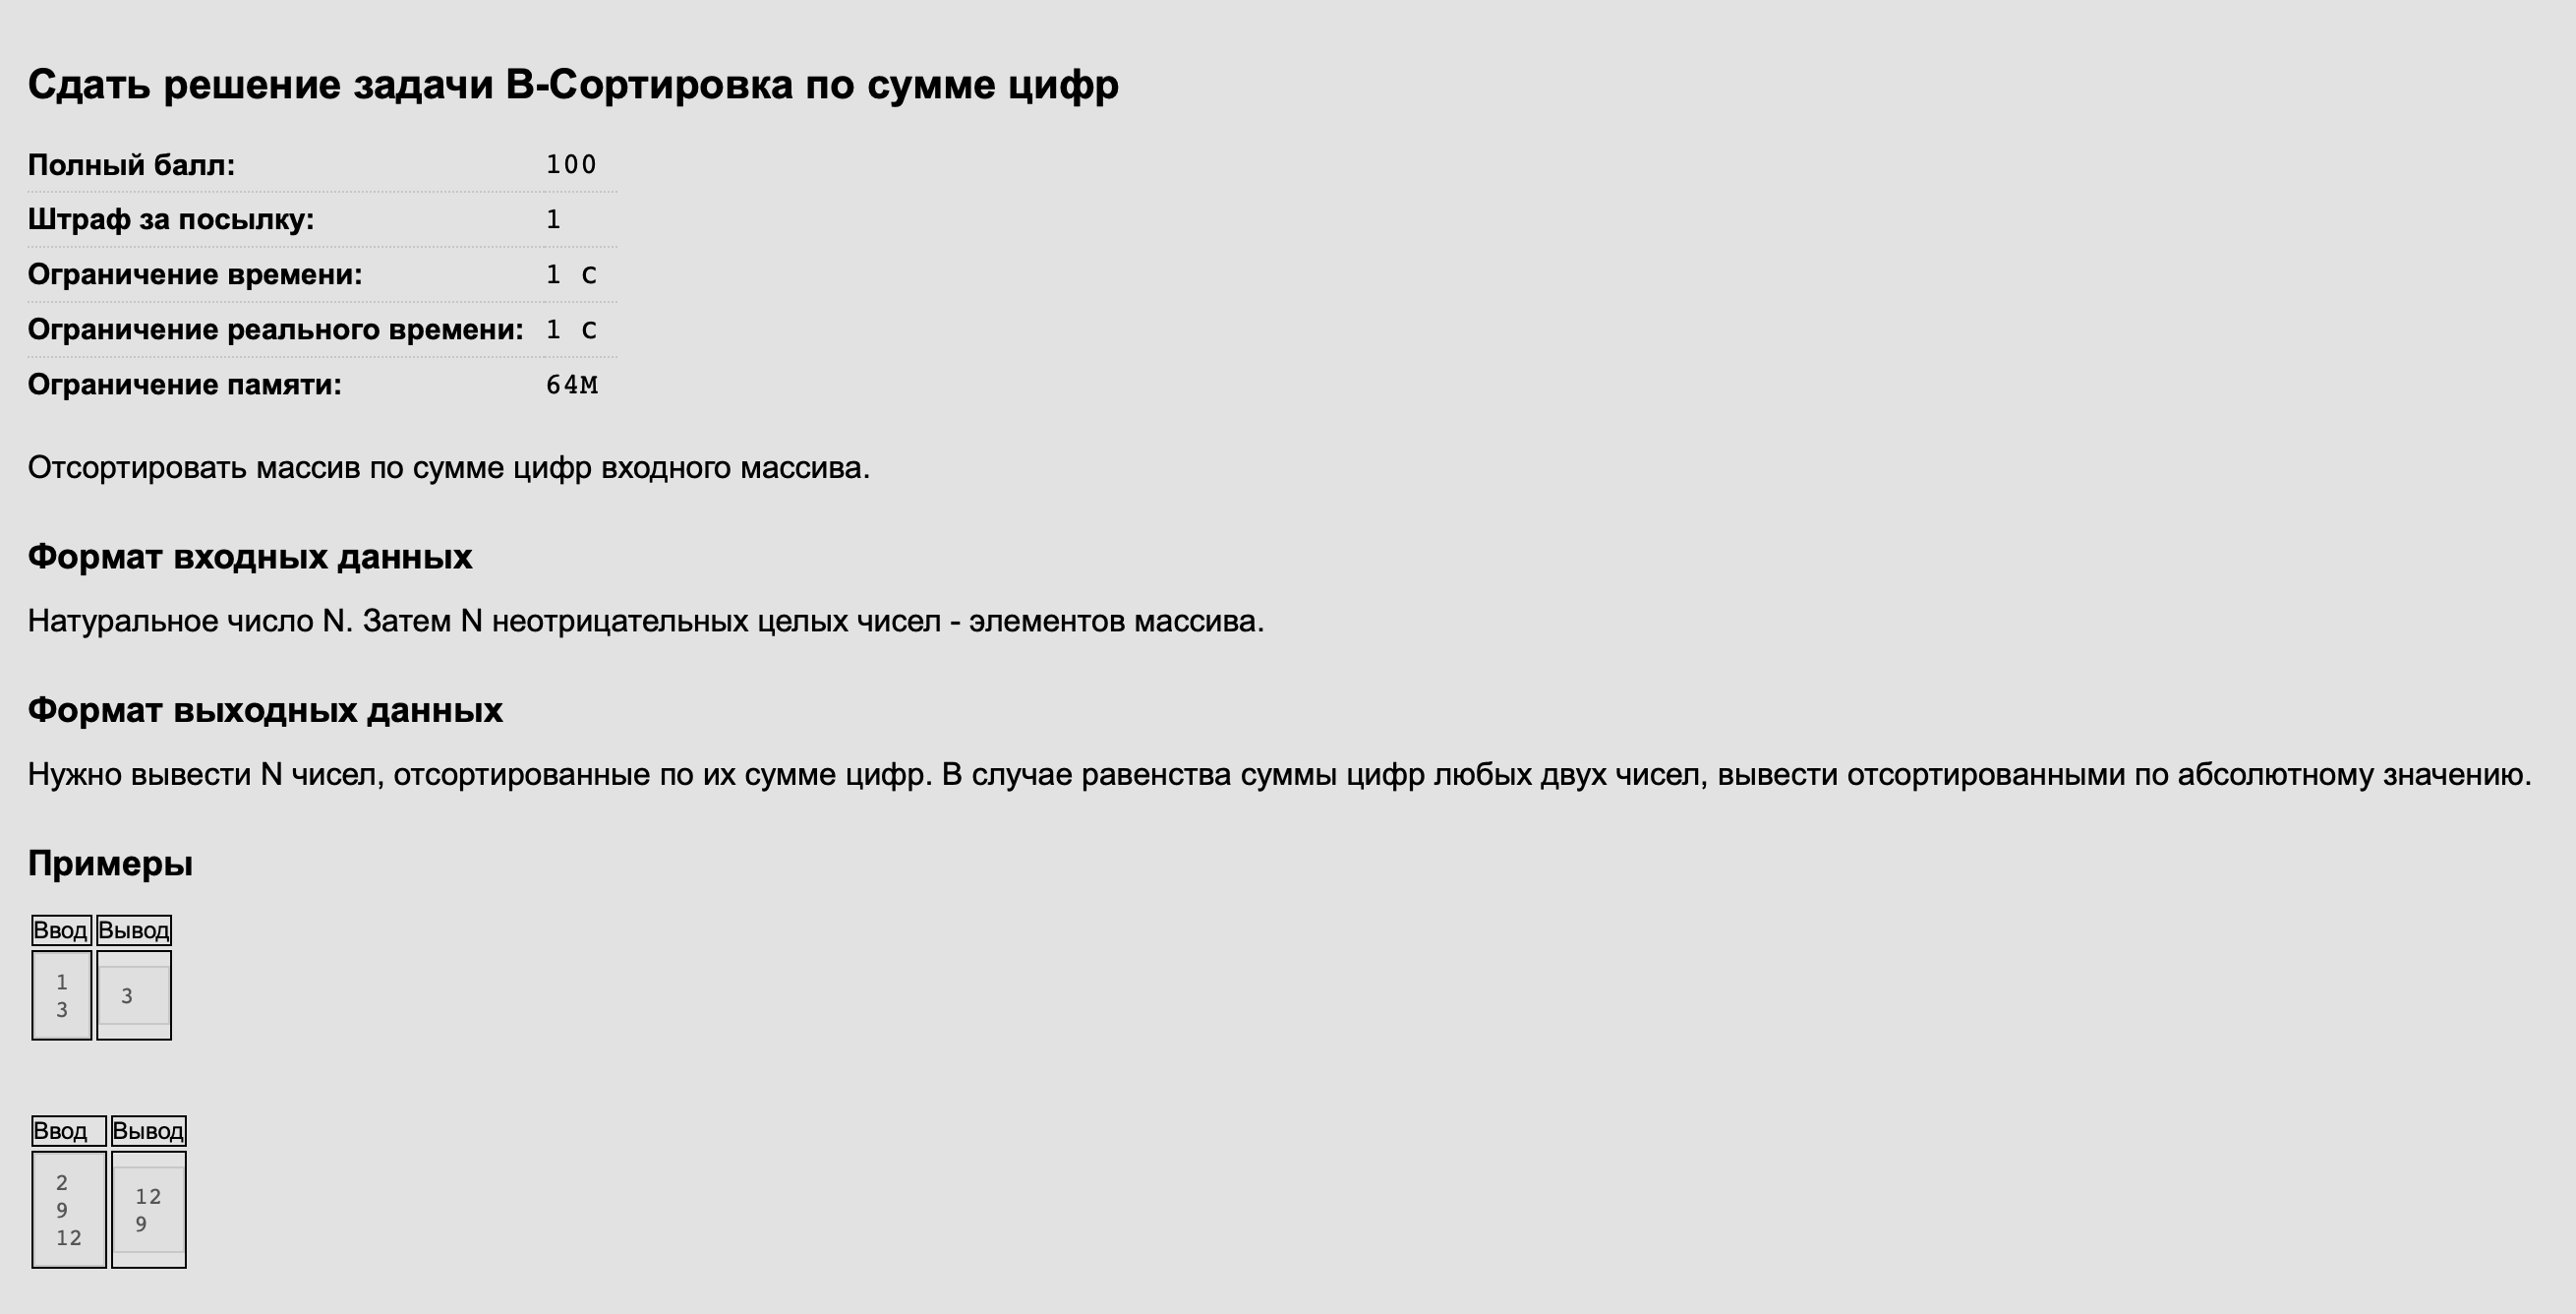 Сдать решение задачи B-Сортировка по сумме цифр
Полный балл: 100
Штраф за посылку: 1
Ограничение времени: 1 с
Ограничение реального времени: 1 с
Ограничение памяти: 64M
Отсортировать массив по сумме цифр входного массива.
Формат входных данных
Натуральное число N. Затем N неотрицательных целых чисел - элементов массива.
Формат выходных данных
Нужно вывести N чисел, отсортированные по их сумме цифр. В случае равенства суммы цифр любых двух чисел, вывести отсортированными по абсолютному значению.
Примеры
Ввод Вывод
1
3
3
Ввод Вывод
2
9
12
12
9